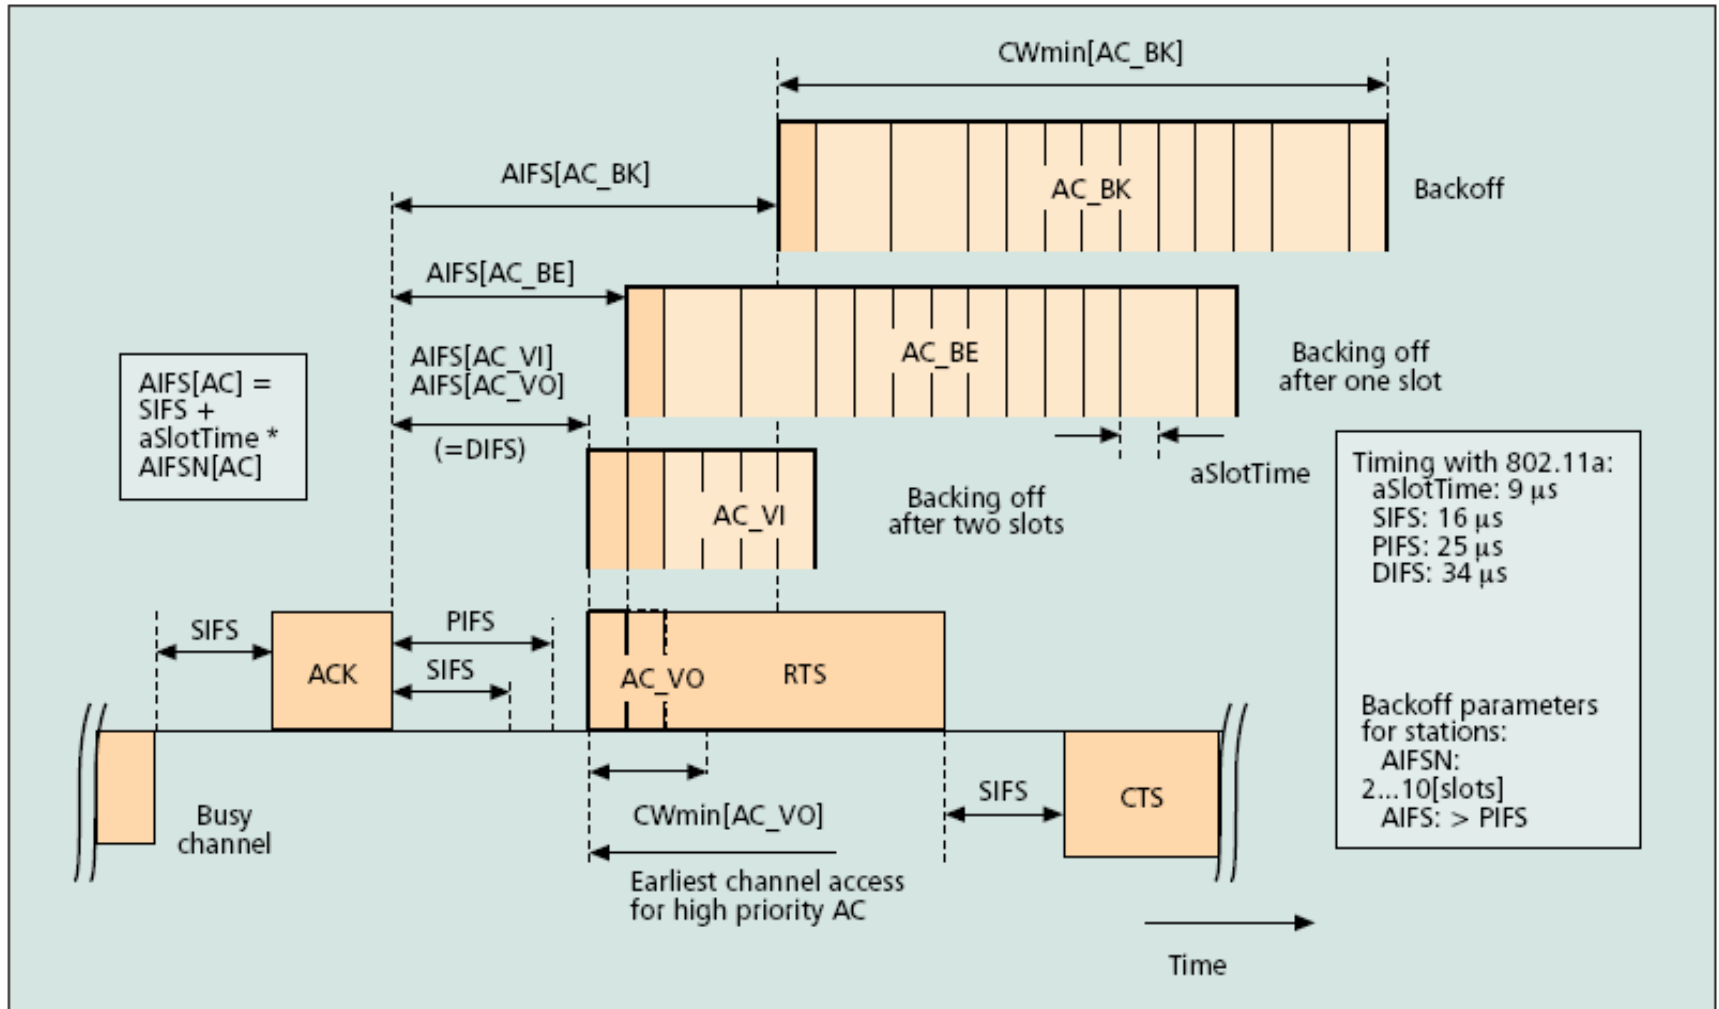 CWmin[AC_BK]
AIFS[AC_BK]
AC_BK
Backoff
AIFS[AC_BE]
AC_BE
Backing off
after one slot
AIFS[AC_VI]
AIFS[AC_VO]
(=DIFS)
AIFS[AC] =
SIFS +
aSlotTime *
AIFSN[AC]
aSlotTime
AC_VI
Backing off
after two slots
Timing with 802.11a:
aSlotTime: 9 μs
SIFS: 16 μs
PIFS: 25 μs
DIFS: 34 μs
Backoff parameters
for stations:
AIFSN:
2...10[slots]
AIFS: > PIFS
SIFS
ACK
PIFS
SIFS
AC_VO
RTS
Busy
channel
CWmin[AC_VO]
SIFS
CTS
Earliest channel access
for high priority AC
Time